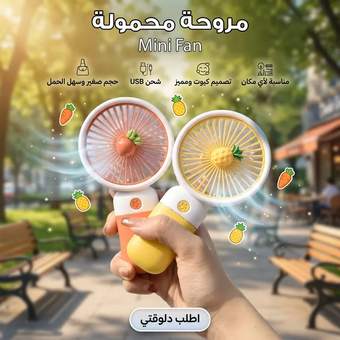 مروحة محمولة
Mini Fan
مناسبة لأي مكان
تصميم كيوت ومميز
شحن USB
حجم صغير وسهل الحمل
اطلب دلوقتي